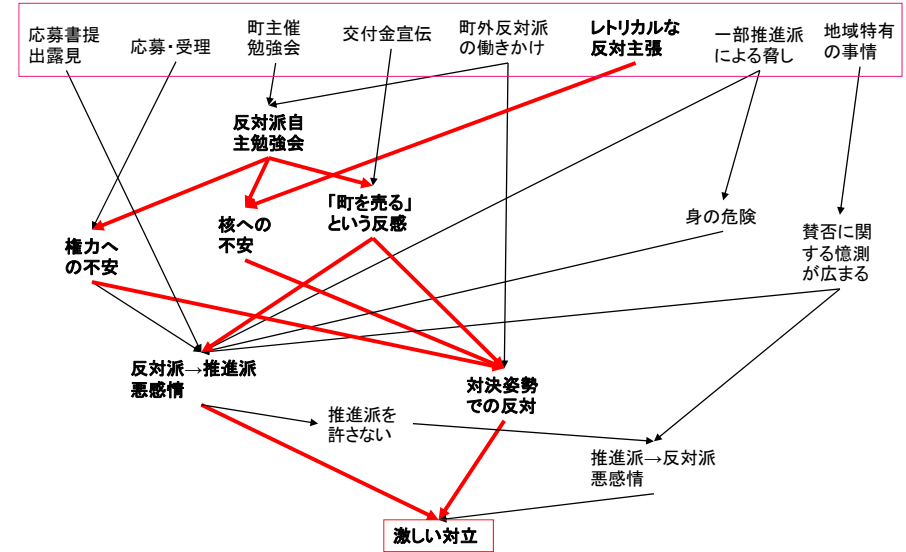 応募書提
出露見
応募・受理
町主催
勉強会
交付金宣伝
町外反対派
の働きかけ
レトリカルな
反対主張
一部推進派
による脅し
地域特有
の事情
反対派自
主勉強会
「町を売る」
という反感
核への
不安
権力へ
の不安
身の危険
賛否に関
する憶測
が広まる
反対派→推進派
悪感情
対決姿勢
での反対
推進派を
許さない
推進派→反対派
悪感情
激しい対立